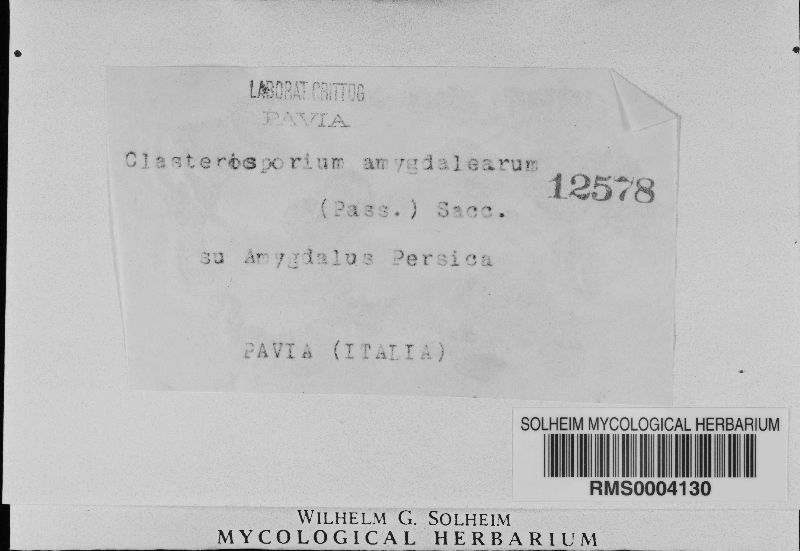 LABORAT. CRITTOG
PAVIA
Clasterosporium amygdalearum
12578
(Pass.) Sacc.
su Amygdalus Persica
PAVIA (ITALIA)
SOLHEIM MYCOLOGICAL HERBARIUM
RMS0004130
WILHELM G. SOLHEIM
MYCOLOGICAL HERBARIUM